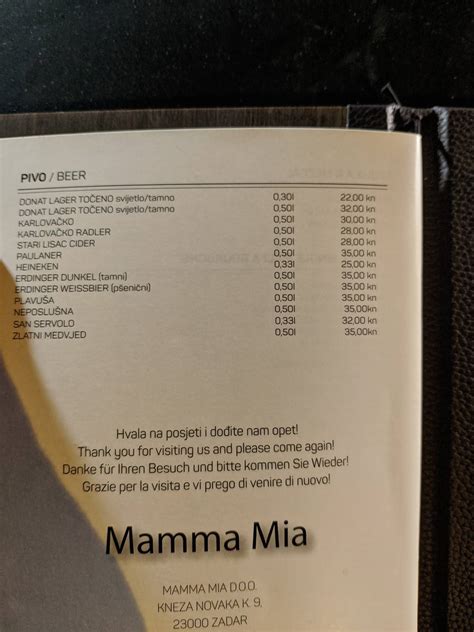 PIVO / BEER
DONAT LAGER TOČENO svijetlo/tamno 0,30l 22,00 kn
DONAT LAGER TOČENO svijetlo/tamno 0,50l 32,00 kn
KARLOVAČKO 0,50l 30,00 kn
KARLOVAČKO RADLER 0,50l 28,00 kn
STARI LISAC CIDER 0,50l 28,00 kn
PAULANER 0,50l 35,00 kn
HEINEKEN 0,33l 25,00 kn
ERDINGER DUNKEL (tamni) 0,50l 35,00 kn
ERDINGER WEISSBIER (pšenični) 0,50l 35,00 kn
PLAVUŠA 0,50l 35,00 kn
NEPOSLUŠNA 0,50l 35,00kn
SAN SERVOLO 0,33l 32,00 kn
ZLATNI MEDVJED 0,50l 35,00kn
Hvala na posjeti i dođite nam opet!
Thank you for visiting us and please come again!
Danke für Ihren Besuch und bitte kommen Sie Wieder!
Grazie per la visita e vi prego di venire di nuovo!
Mamma Mia
MAMMA MIA D.O.O.
KNEZA NOVAKA K. 9,
23000 ZADAR